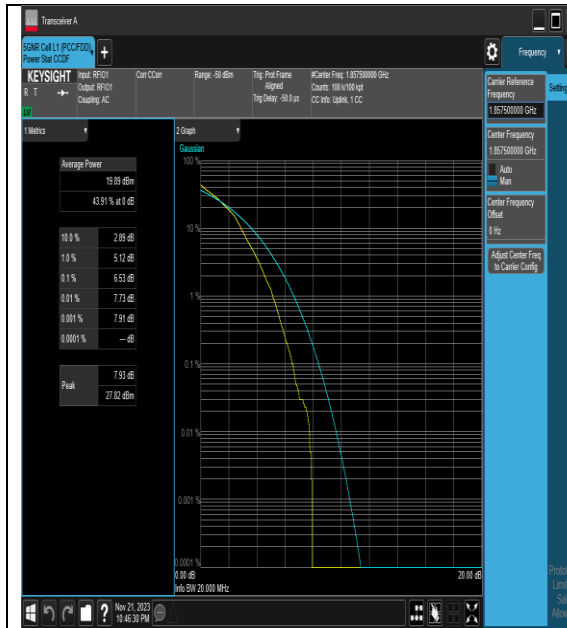 Transceiver A
5GNR Cell L1 (PCC/FDD)
Power Stat CCDF
+
Frequency
KEYSIGHT
R T
LV
Input: RFIO1
Output: RFIO1
Coupling: AC
Corr CCorr
Range: -50 dBm
Trig: Prot Frame
Aligned
Trig Delay: -50.0 µs
#Center Freq: 1.857500000 GHz
Counts: 100 k/100 kpt
CC Info: Uplink, 1 CC
Carrier Reference
Frequency
1.857500000 GHz
Center Frequency
1.857500000 GHz
Auto
Man
Center Frequency
Offset
0 Hz
Adjust Center Freq
to Carrier Config
1 Metrics
Average Power
19.89 dBm
43.91 % at 0 dB
10.0 % 2.89 dB
1.0 % 5.12 dB
0.1 % 6.53 dB
0.01 % 7.73 dB
0.001 % 7.91 dB
0.0001 % --- dB
Peak
7.93 dB
27.82 dBm
2 Graph
Gaussian
100 %
10 %
1 %
0.1 %
0.01 %
0.001 %
0.0001 %
0.00 dB
20.00 dB
Info BW 20.000 MHz
?
Nov 21, 2023
10:46:30 PM